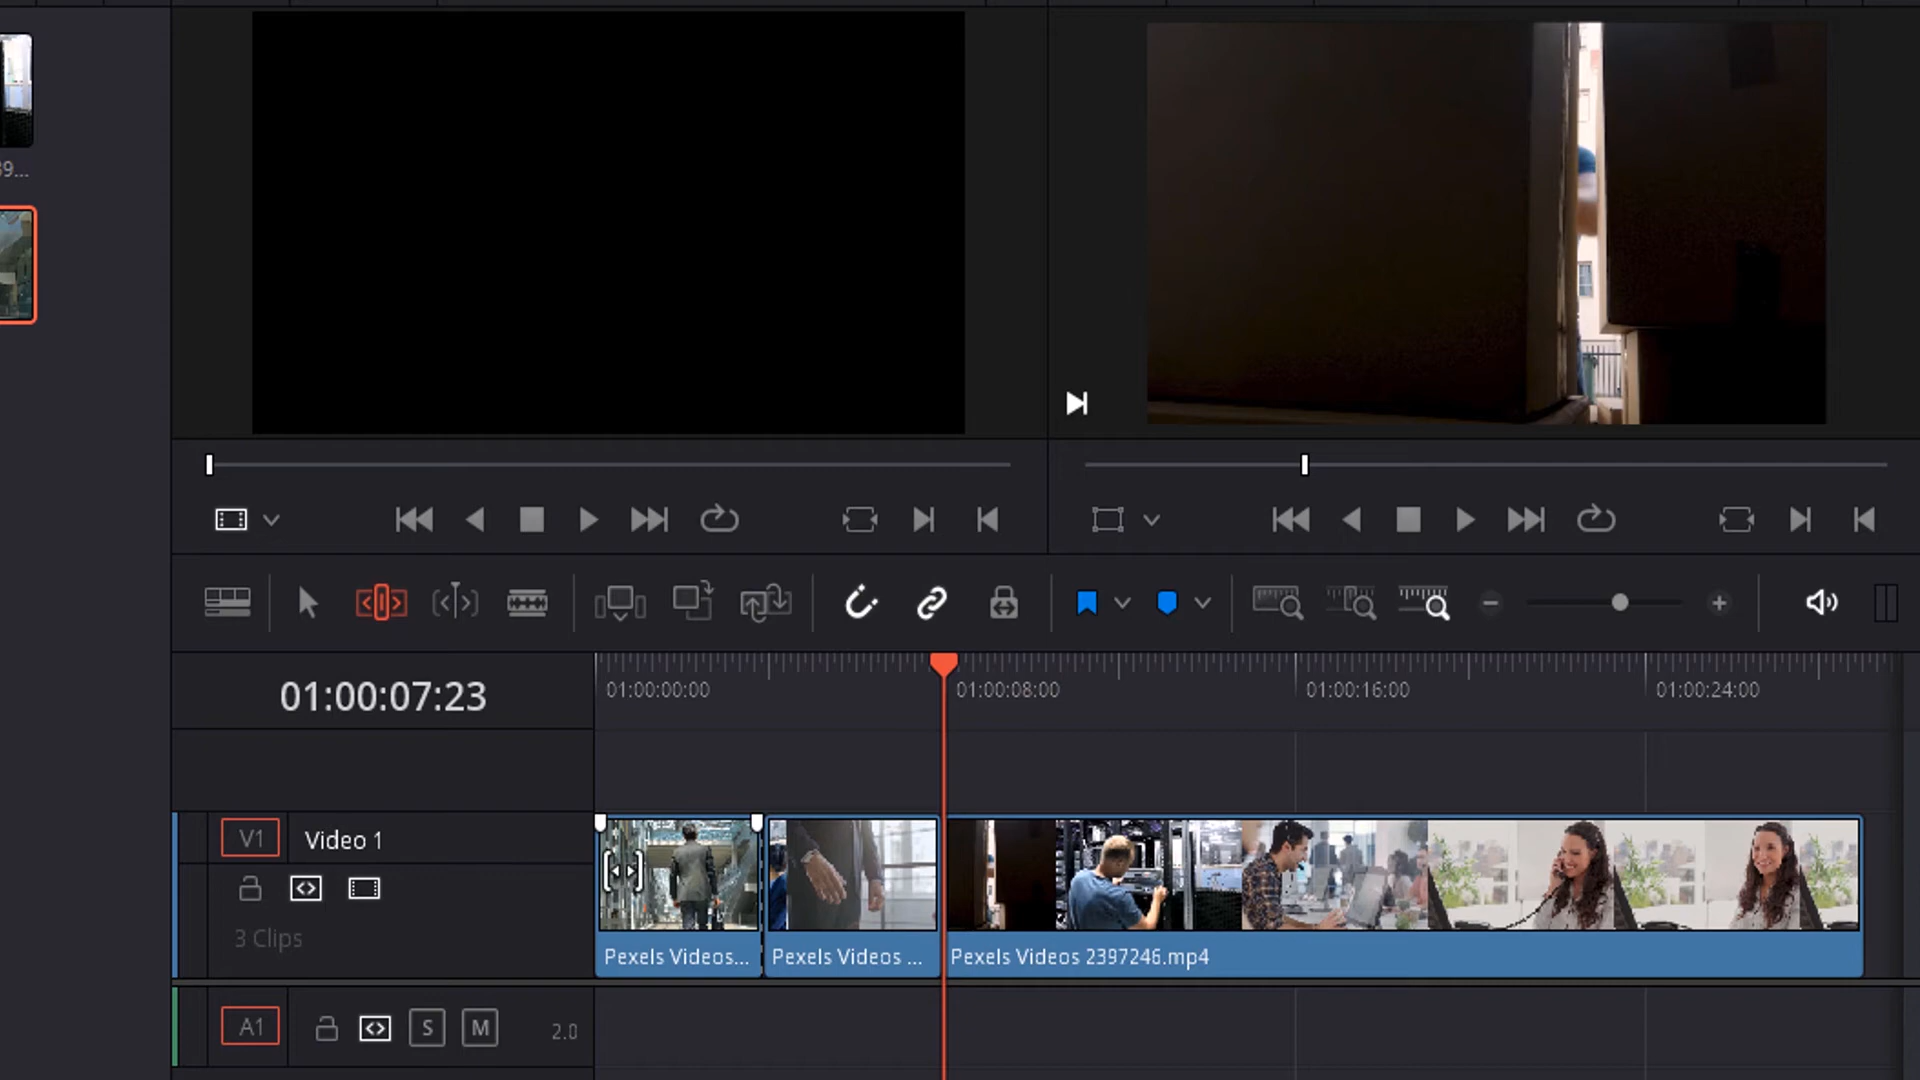 39...
01:00:07:23
01:00:00:00
01:00:08:00
01:00:16:00
01:00:24:00
V1
Video 1
3 Clips
Pexels Videos...
Pexels Videos ...
Pexels Videos 2397246.mp4
A1
S
M
2.0